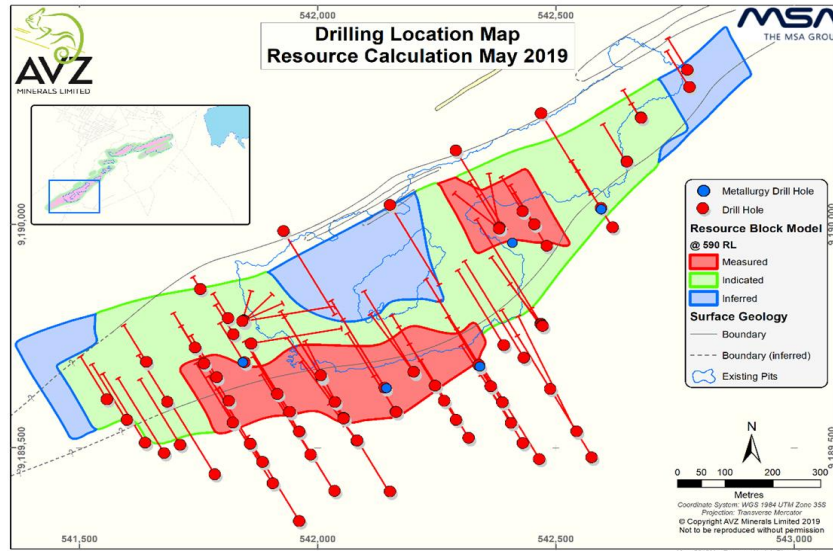 542,000
542,500
Drilling Location Map
Resource Calculation May 2019
AVZ
MINERALS LIMITED
MSA
THE MSA GROUP
9,190,000
9,190,000
Metallurgy Drill Hole
Drill Hole
Resource Block Model
@ 590 RL
Measured
Indicated
Inferred
Surface Geology
Boundary
Boundary (inferred)
Existing Pits
9,189,500
9,189,500
N
0 50 100 200 300
Metres
Coordinate System: WGS 1984 UTM Zone 35S
Projection: Transverse Mercator
© Copyright AVZ Minerals Limited 2019
Not to be reproduced without permission
541,500
542,000
542,500
543,000